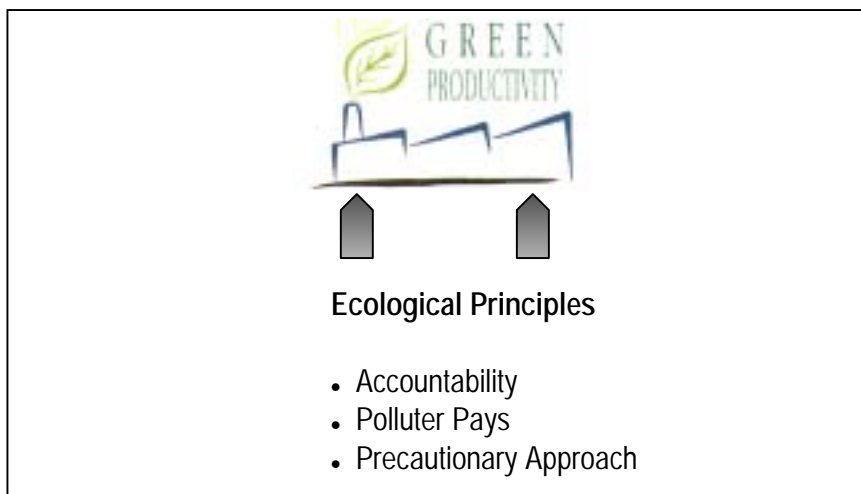 GREEN
PRODUCTIVITY
Ecological Principles
• Accountability
• Polluter Pays
• Precautionary Approach